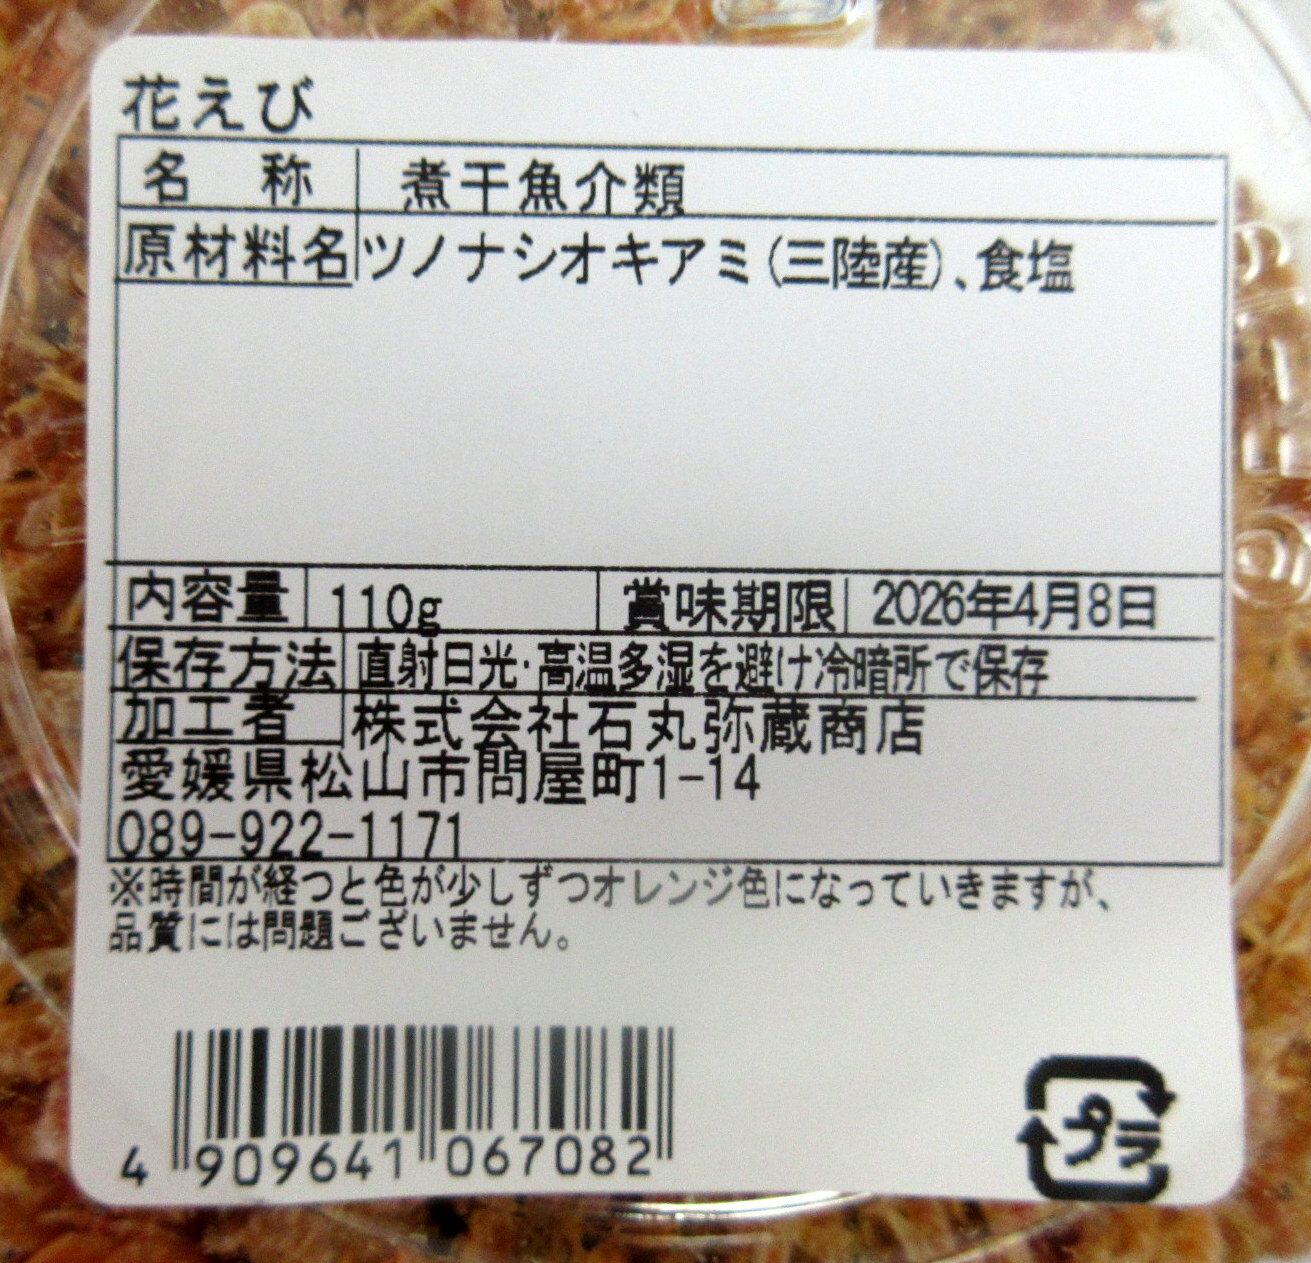 花えび
名称 煮干魚介類
原材料名 ツノナシオキアミ(三陸産)、食塩
内容量 110g 賞味期限 2026年4月8日
保存方法 直射日光・高温多湿を避け冷暗所で保存
加工者 株式会社石丸弥蔵商店
愛媛県松山市問屋町1-14
089-922-1171
※時間が経つと色が少しずつオレンジ色になっていきますが、
品質には問題ございません。
4 909641 067082
プラ